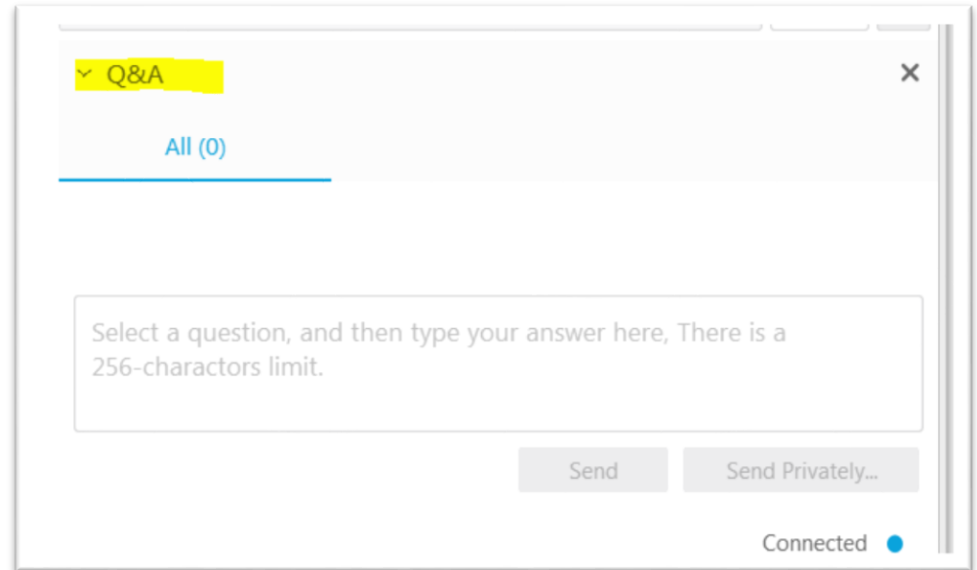 Q&A
All (0)
Select a question, and then type your answer here, There is a
256-charactors limit.
Send
Send Privately...
Connected